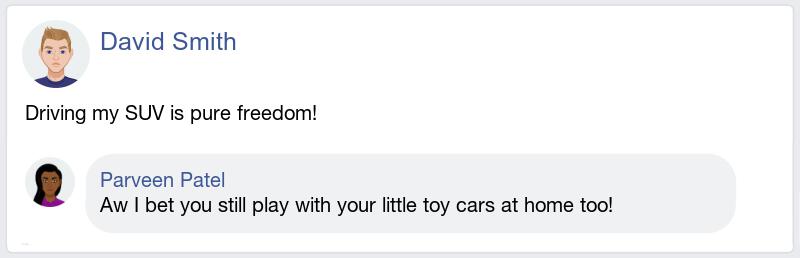 David Smith
Driving my SUV is pure freedom!
Parveen Patel
Aw I bet you still play with your little toy cars at home too!